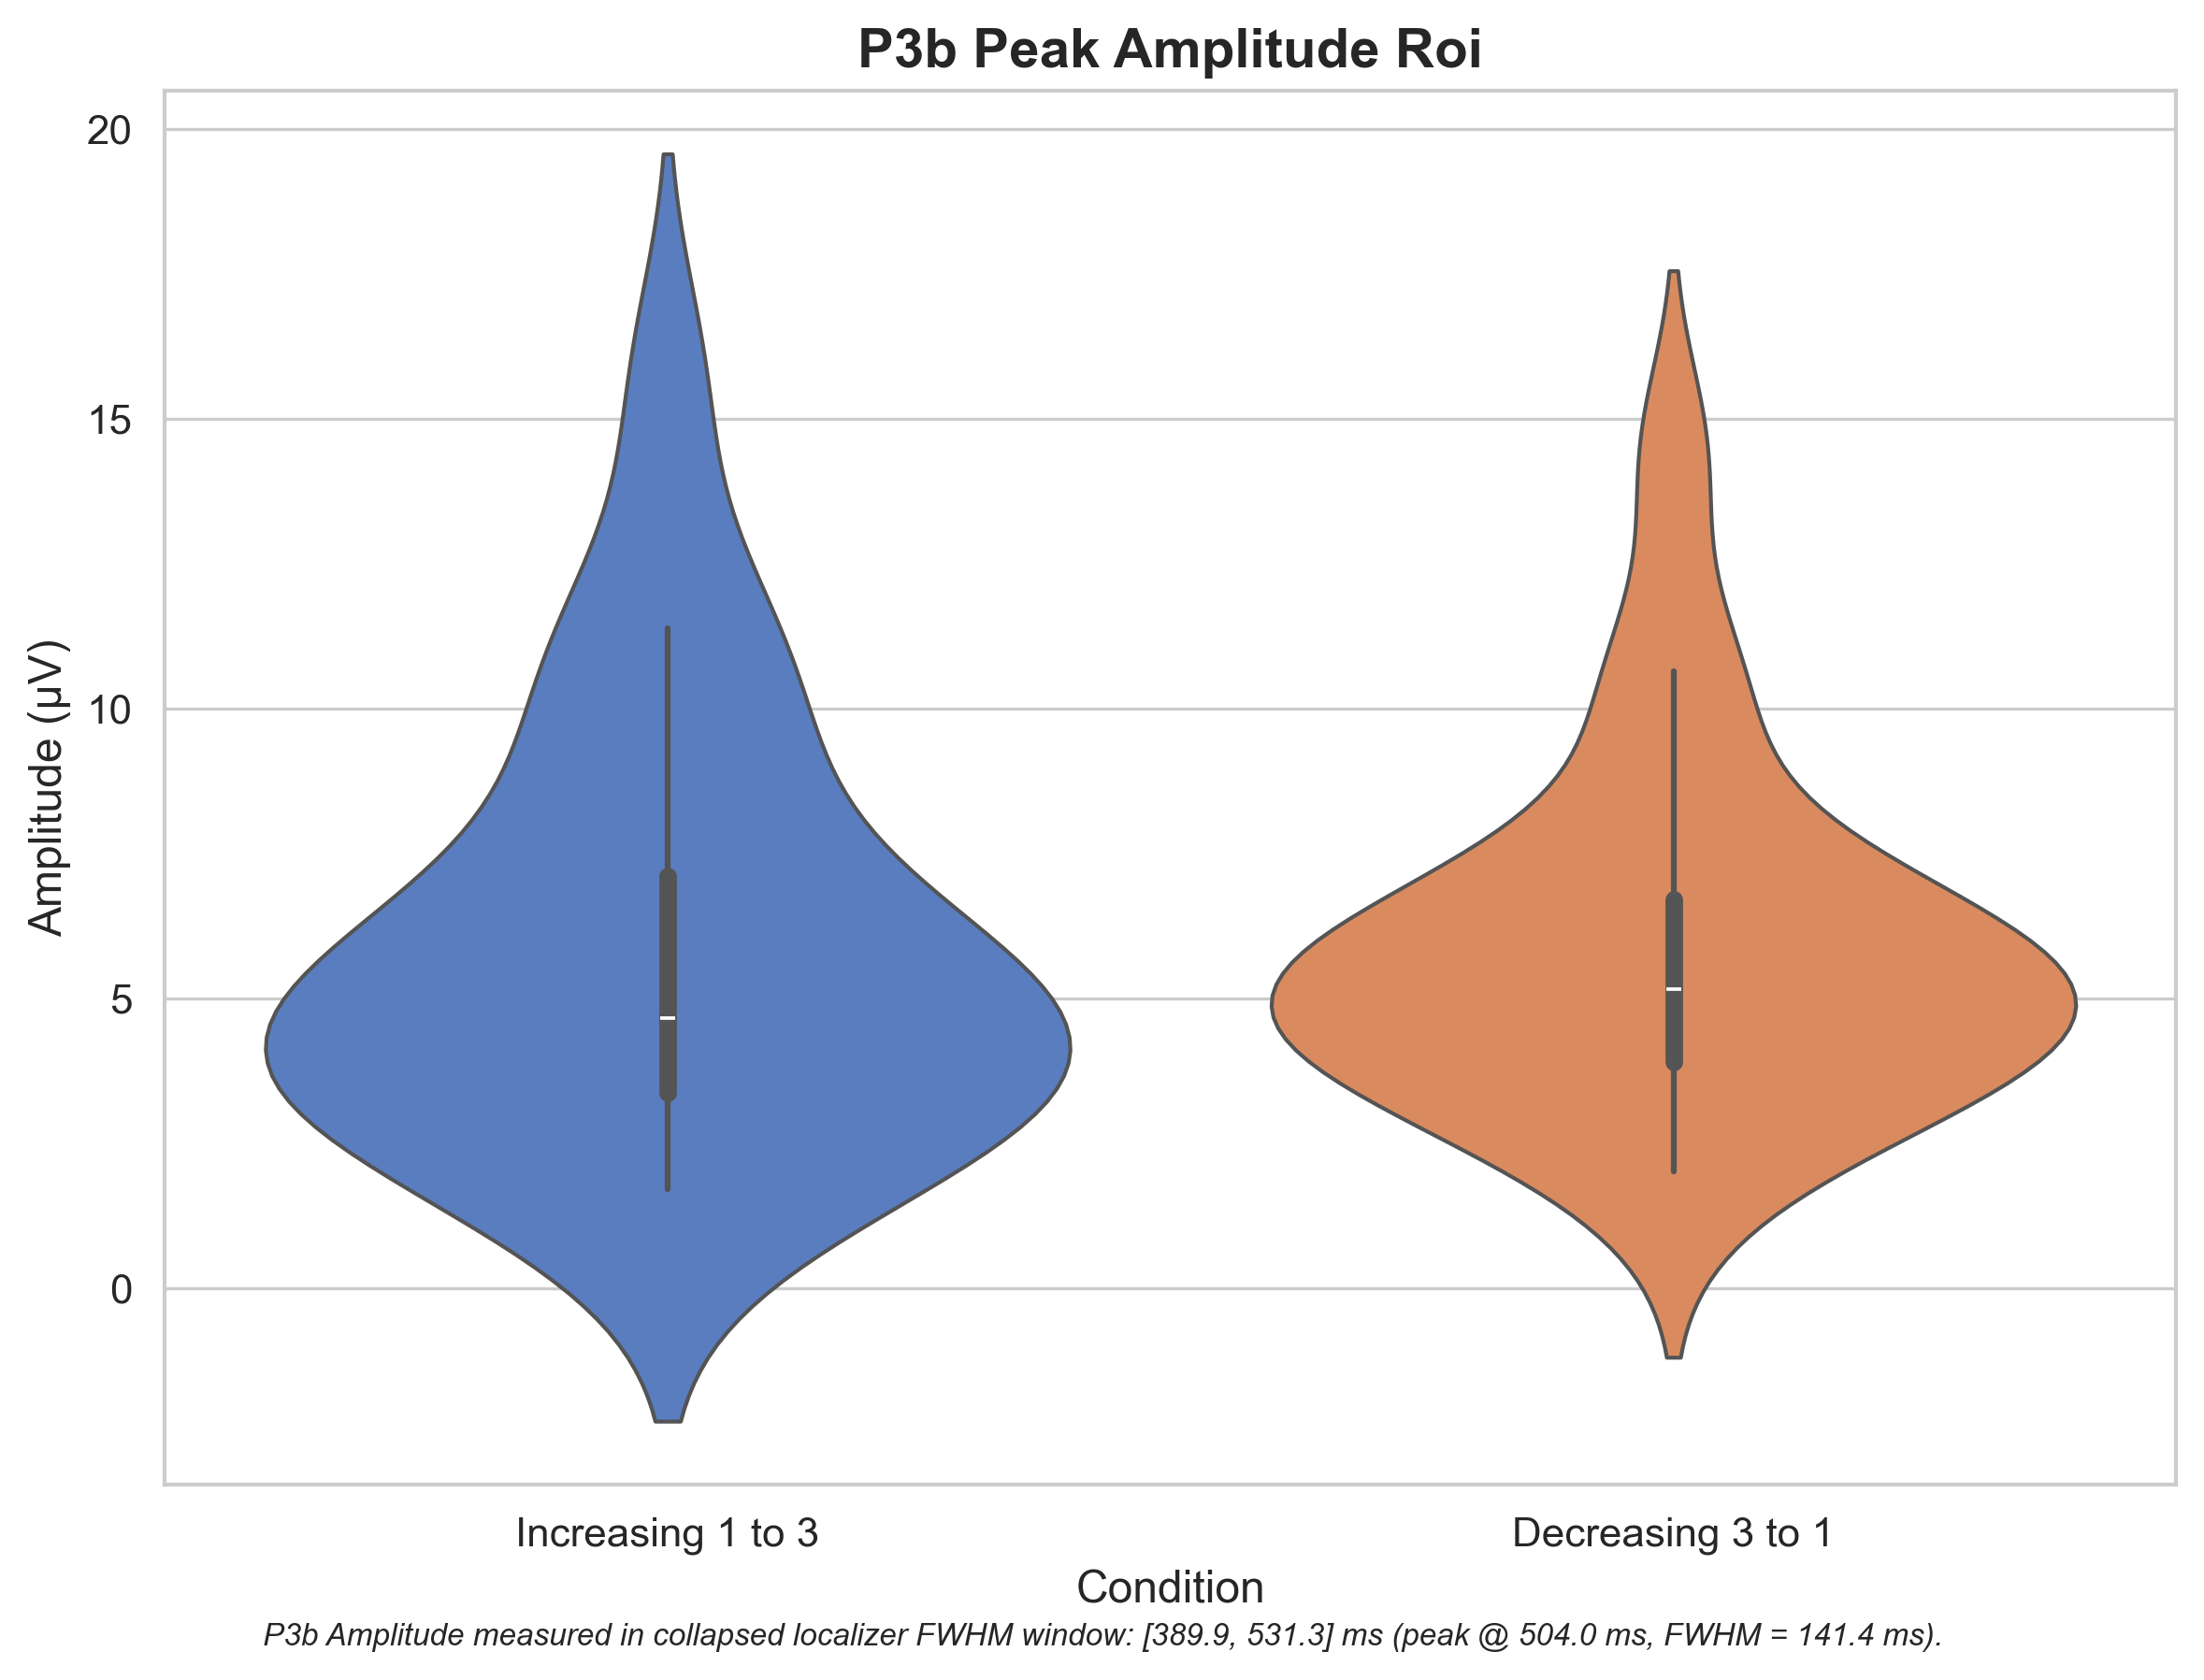 P3b Peak Amplitude Roi
20
15
10
5
0
Amplitude (µV)
Increasing 1 to 3
Decreasing 3 to 1
Condition
P3b Amplitude measured in collapsed localizer FWHM window: [389.9, 531.3] ms (peak @ 504.0 ms, FWHM = 141.4 ms).